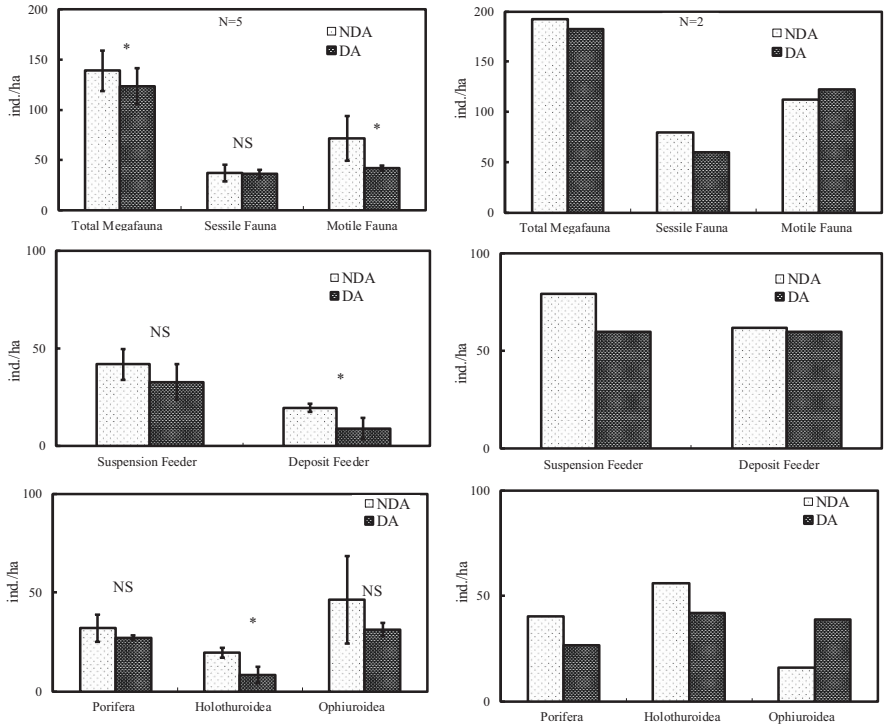 200
150
100
50
0
ind./ha
N=5
NDA
DA
*
NS
*
Total Megafauna Sessile Fauna Motile Fauna
200
150
100
50
0
ind./ha
N=2
NDA
DA
Total Megafauna Sessile Fauna Motile Fauna
100
50
0
ind./ha
NDA
DA
NS
*
Suspension Feeder Deposit Feeder
100
50
0
ind./ha
NDA
DA
Suspension Feeder Deposit Feeder
100
50
0
ind./ha
NDA
DA
NS
*
NS
Porifera Holothuroidea Ophiuroidea
100
50
0
ind./ha
NDA
DA
Porifera Holothuroidea Ophiuroidea